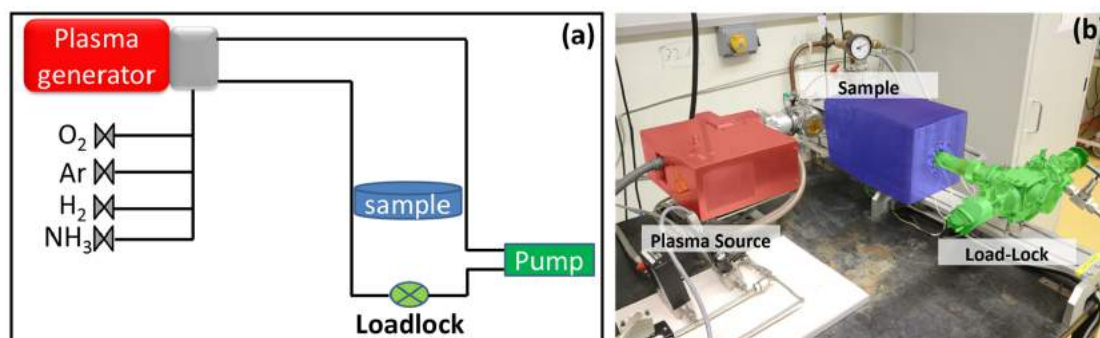 Plasma
generator
(a)
O₂
Ar
H₂
NH₃
sample
Pump
Loadlock
(b)
Sample
Plasma Source
Load-Lock